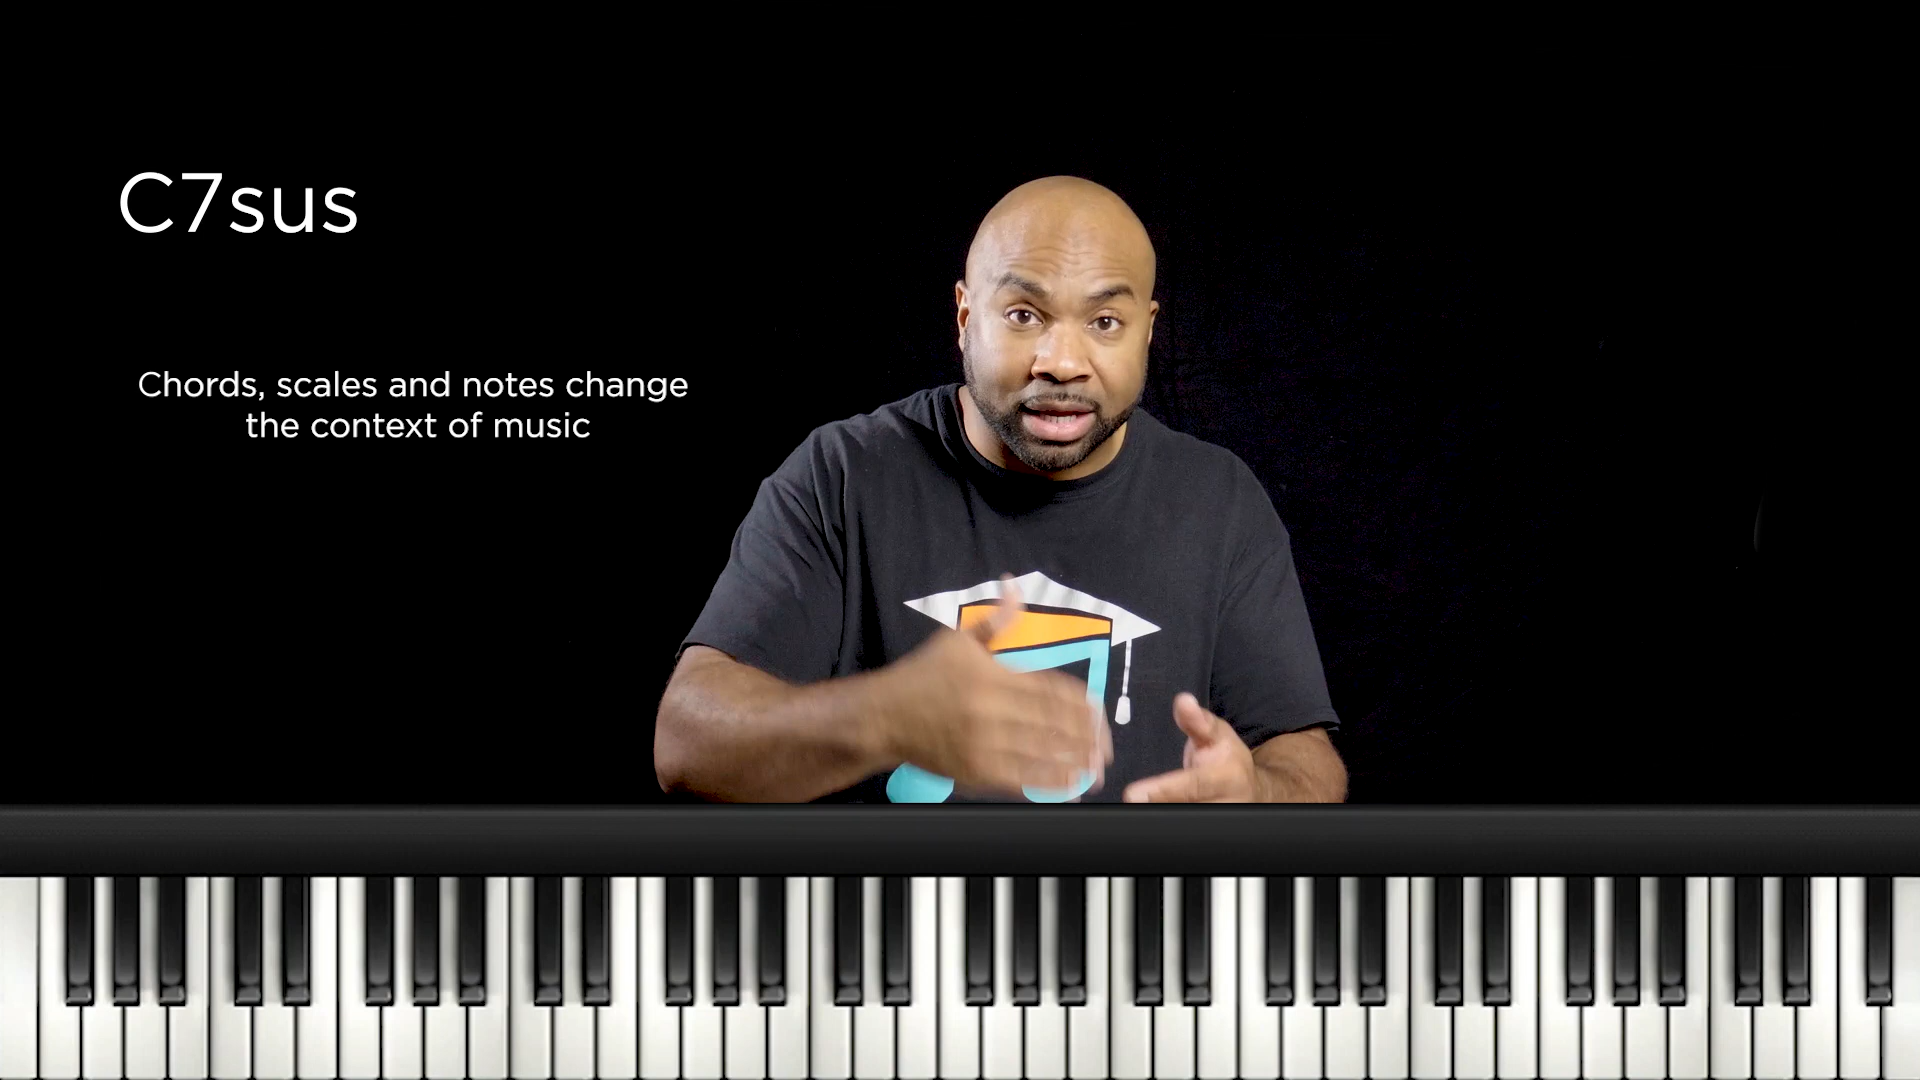 C7sus
Chords, scales and notes change
the context of music